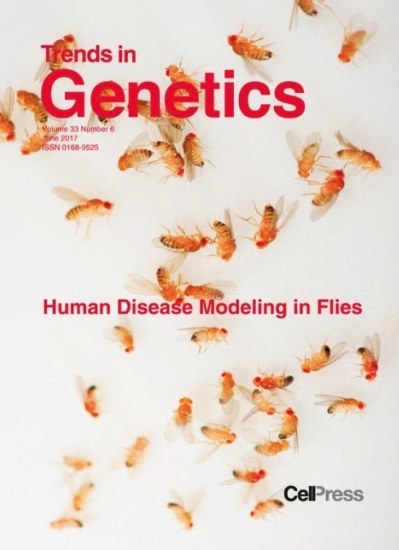 Trends in
Genetics
Volume 33 Number 6
June 2017
ISSN 0168-9525
Human Disease Modeling in Flies
CellPress